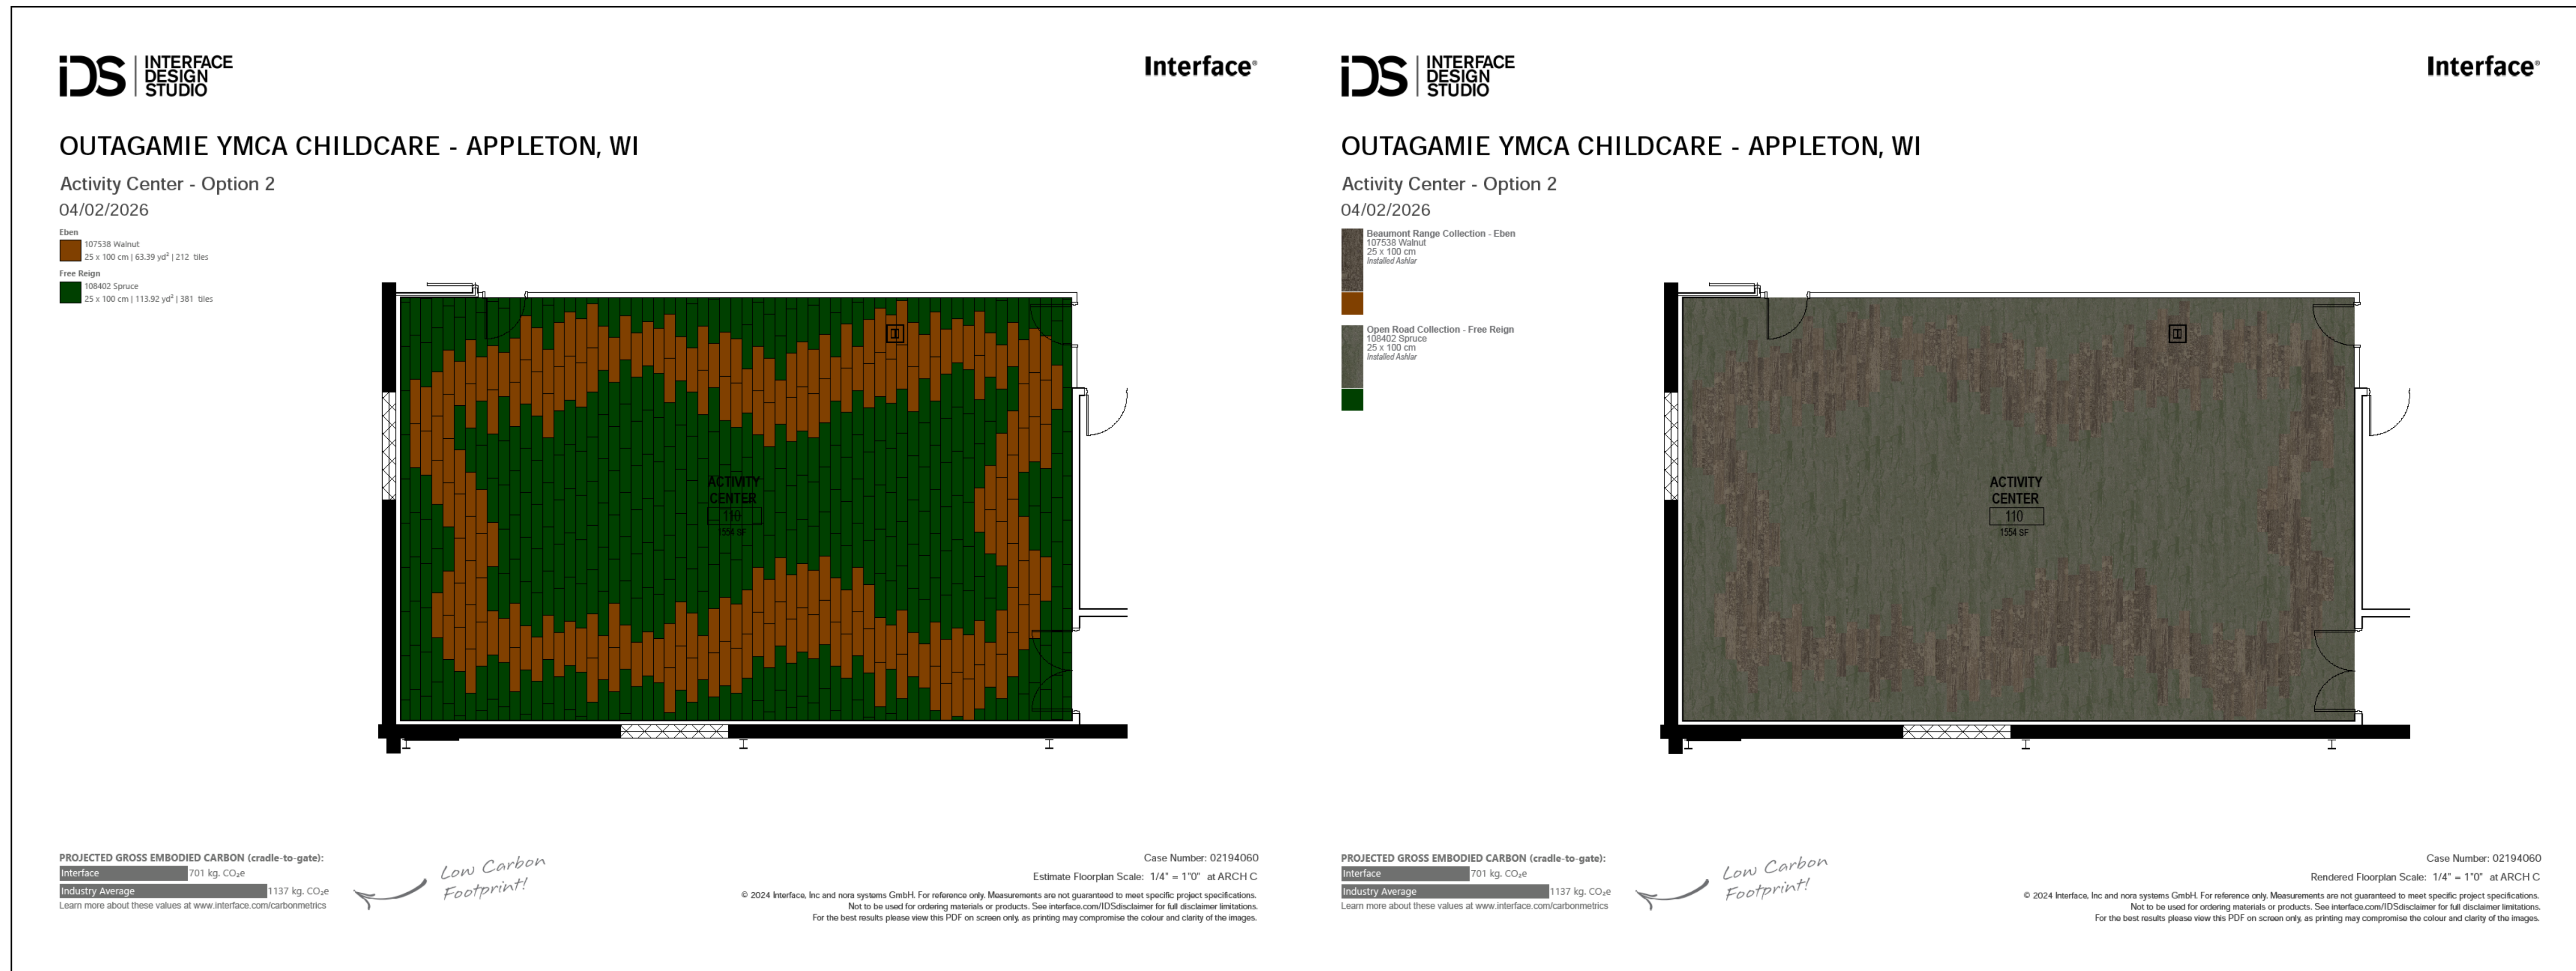 iDS INTERFACE
DESIGN
STUDIO
Interface®
OUTAGAMIE YMCA CHILDCARE - APPLETON, WI
Activity Center - Option 2
04/02/2026
Eben
107538 Walnut
25 x 100 cm | 63.39 yd² | 212 tiles
Free Reign
108402 Spruce
25 x 100 cm | 113.92 yd² | 381 tiles
ACTIVITY
CENTER
110
1554 SF
PROJECTED GROSS EMBODIED CARBON (cradle-to-gate):
Interface 701 kg. CO₂e
Industry Average 1137 kg. CO₂e
Learn more about these values at www.interface.com/carbonmetrics
Low Carbon
Footprint!
Case Number: 02194060
Estimate Floorplan Scale: 1/4" = 1"0" at ARCH C
© 2024 Interface, Inc and nora systems GmbH. For reference only. Measurements are not guaranteed to meet specific project specifications.
Not to be used for ordering materials or products. See interface.com/IDSdisclaimer for full disclaimer limitations.
For the best results please view this PDF on screen only, as printing may compromise the colour and clarity of the images.
iDS INTERFACE
DESIGN
STUDIO
Interface®
OUTAGAMIE YMCA CHILDCARE - APPLETON, WI
Activity Center - Option 2
04/02/2026
Beaumont Range Collection - Eben
107538 Walnut
25 x 100 cm
Installed Ashlar
Open Road Collection - Free Reign
108402 Spruce
25 x 100 cm
Installed Ashlar
ACTIVITY
CENTER
110
1554 SF
PROJECTED GROSS EMBODIED CARBON (cradle-to-gate):
Interface 701 kg. CO₂e
Industry Average 1137 kg. CO₂e
Learn more about these values at www.interface.com/carbonmetrics
Low Carbon
Footprint!
Case Number: 02194060
Rendered Floorplan Scale: 1/4" = 1"0" at ARCH C
© 2024 Interface, Inc and nora systems GmbH. For reference only. Measurements are not guaranteed to meet specific project specifications.
Not to be used for ordering materials or products. See interface.com/IDSdisclaimer for full disclaimer limitations.
For the best results please view this PDF on screen only, as printing may compromise the colour and clarity of the images.